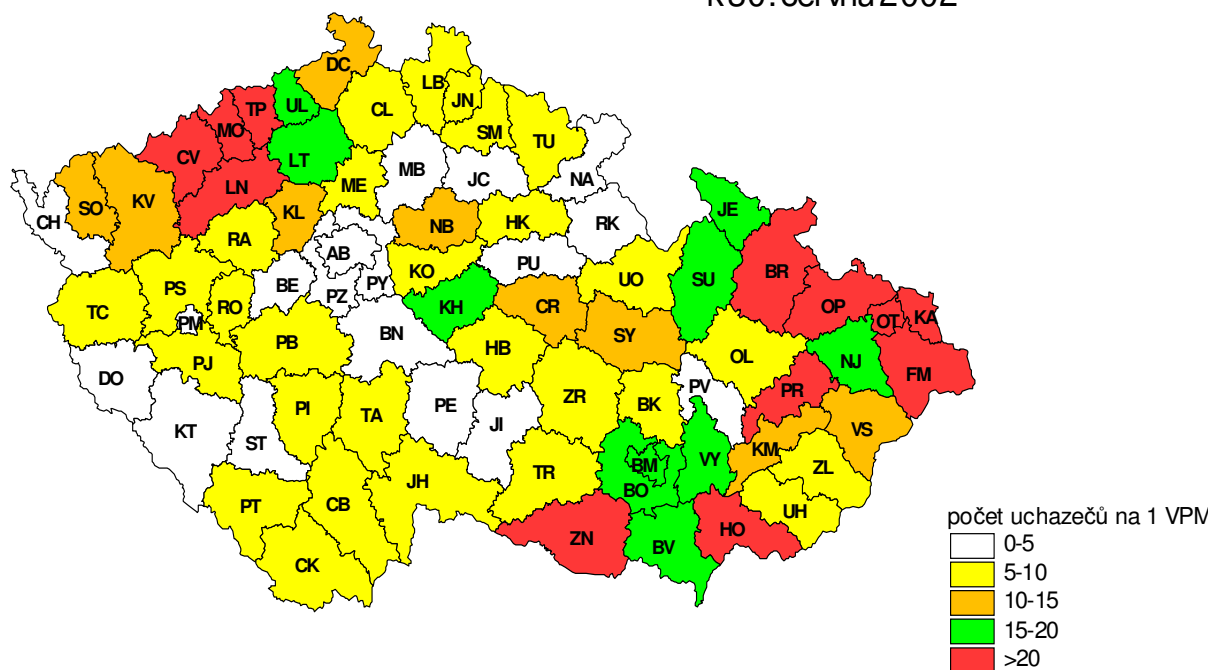 2002
DC
LB
JN
UL
TP
CL
MO
SM
TU
CV
LT
MB
JC
NA
ME
LN
KV
SO
CH
KL
NB
HK
RK
JE
RA
AB
BE
PZ
PY
KO
PU
UO
SU
BR
PS
RO
TC
PM
KH
CR
OP
OT
KA
PB
BN
SY
HB
OL
NJ
FM
PJ
DO
PV
PR
PI
TA
PE
JI
ZR
BK
VS
KT
ST
KM
VY
ZL
BM
BO
TR
JH
PT
CB
UH
HO
ZN
BV
CK
počet uchazečů na 1 VPM
0-5
5-10
10-15
15-20
>20